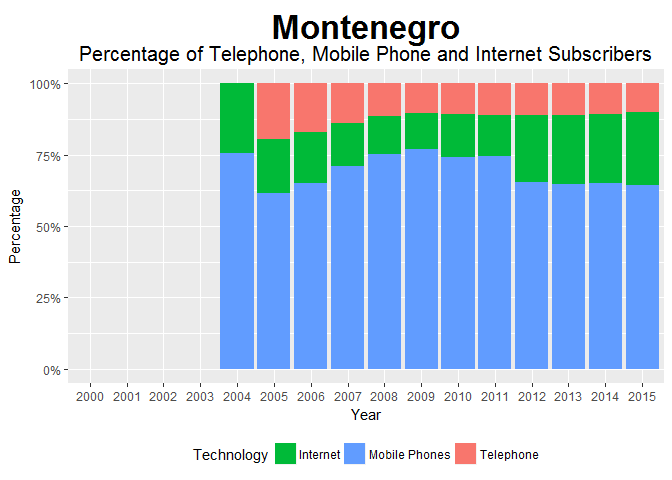 Montenegro
Percentage of Telephone, Mobile Phone and Internet Subscribers
100%
75%
50%
25%
0%
Percentage
2000 2001 2002 2003 2004 2005 2006 2007 2008 2009 2010 2011 2012 2013 2014 2015
Year
Technology Internet Mobile Phones Telephone